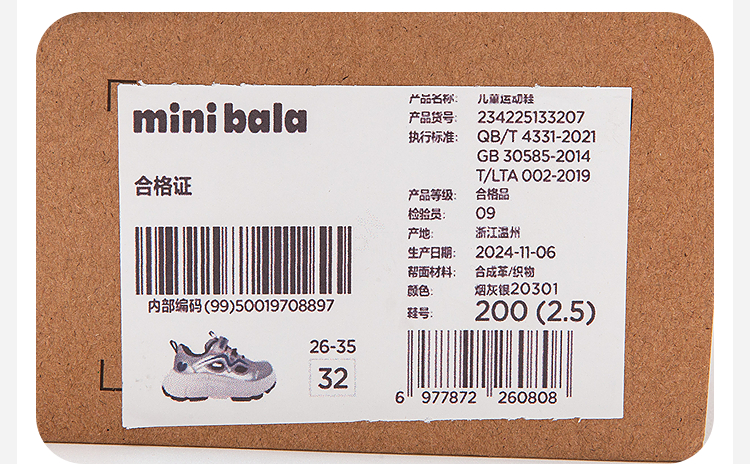 mini bala
合格证
内部编码(99)50019708897
26-35
32
产品名称: 儿童运动鞋
产品货号: 234225133207
执行标准: QB/T 4331-2021
GB 30585-2014
T/LTA 002-2019
产品等级: 合格品
检验员: 09
产地: 浙江温州
生产日期: 2024-11-06
帮面材料: 合成革/织物
颜色: 烟灰银20301
鞋号: 200 (2.5)
6 977872 260808